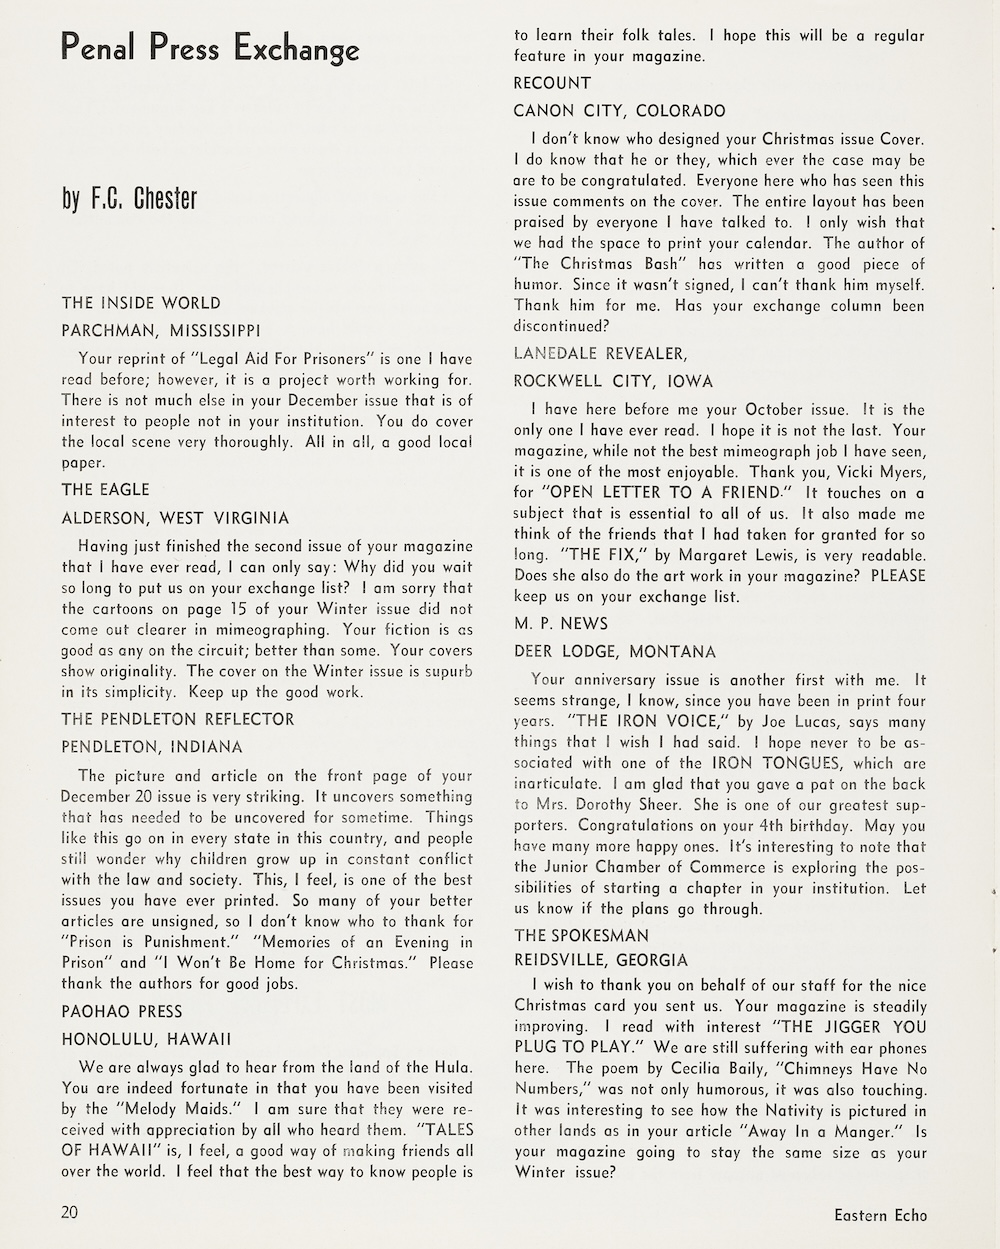 Penal Press Exchange
by F.C. Chester
THE INSIDE WORLD
PARCHMAN, MISSISSIPPI
Your reprint of "Legal Aid For Prisoners" is one I have
read before; however, it is a project worth working for.
There is not much else in your December issue that is of
interest to people not in your institution. You do cover
the local scene very thoroughly. All in all, a good local
paper.
THE EAGLE
ALDERSON, WEST VIRGINIA
Having just finished the second issue of your magazine
that I have ever read, I can only say: Why did you wait
so long to put us on your exchange list? I am sorry that
the cartoons on page 15 of your Winter issue did not
come out clearer in mimeographing. Your fiction is as
good as any on the circuit; better than some. Your covers
show originality. The cover on the Winter issue is supurb
in its simplicity. Keep up the good work.
THE PENDLETON REFLECTOR
PENDLETON, INDIANA
The picture and article on the front page of your
December 20 issue is very striking. It uncovers something
that has needed to be uncovered for sometime. Things
like this go on in every state in this country, and people
still wonder why children grow up in constant conflict
with the law and society. This, I feel, is one of the best
issues you have ever printed. So many of your better
articles are unsigned, so I don't know who to thank for
"Prison is Punishment." "Memories of an Evening in
Prison" and "I Won't Be Home for Christmas." Please
thank the authors for good jobs.
PAOHAO PRESS
HONOLULU, HAWAII
We are always glad to hear from the land of the Hula.
You are indeed fortunate in that you have been visited
by the "Melody Maids." I am sure that they were re-
ceived with appreciation by all who heard them. "TALES
OF HAWAII" is, I feel, a good way of making friends all
over the world. I feel that the best way to know people is
to learn their folk tales. I hope this will be a regular
feature in your magazine.
RECOUNT
CANON CITY, COLORADO
I don't know who designed your Christmas issue Cover.
I do know that he or they, which ever the case may be
are to be congratulated. Everyone here who has seen this
issue comments on the cover. The entire layout has been
praised by everyone I have talked to. I only wish that
we had the space to print your calendar. The author of
"The Christmas Bash" has written a good piece of
humor. Since it wasn't signed, I can't thank him myself.
Thank him for me. Has your exchange column been
discontinued?
LANEDALE REVEALER,
ROCKWELL CITY, IOWA
I have here before me your October issue. It is the
only one I have ever read. I hope it is not the last. Your
magazine, while not the best mimeograph job I have seen,
it is one of the most enjoyable. Thank you, Vicki Myers,
for "OPEN LETTER TO A FRIEND." It touches on a
subject that is essential to all of us. It also made me
think of the friends that I had taken for granted for so
long. "THE FIX," by Margaret Lewis, is very readable.
Does she also do the art work in your magazine? PLEASE
keep us on your exchange list.
M. P. NEWS
DEER LODGE, MONTANA
Your anniversary issue is another first with me. It
seems strange, I know, since you have been in print four
years. "THE IRON VOICE," by Joe Lucas, says many
things that I wish I had said. I hope never to be as-
sociated with one of the IRON TONGUES, which are
inarticulate. I am glad that you gave a pat on the back
to Mrs. Dorothy Sheer. She is one of our greatest sup-
porters. Congratulations on your 4th birthday. May you
have many more happy ones. It's interesting to note that
the Junior Chamber of Commerce is exploring the pos-
sibilities of starting a chapter in your institution. Let
us know if the plans go through.
THE SPOKESMAN
REIDSVILLE, GEORGIA
I wish to thank you on behalf of our staff for the nice
Christmas card you sent us. Your magazine is steadily
improving. I read with interest "THE JIGGER YOU
PLUG TO PLAY." We are still suffering with ear phones
here. The poem by Cecilia Baily, "Chimneys Have No
Numbers," was not only humorous, it was also touching.
It was interesting to see how the Nativity is pictured in
other lands as in your article "Away In a Manger." Is
your magazine going to stay the same size as your
Winter issue?
20
Eastern Echo